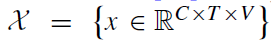 𝒳 = {x ∈ ℝ^{C×T×V}}